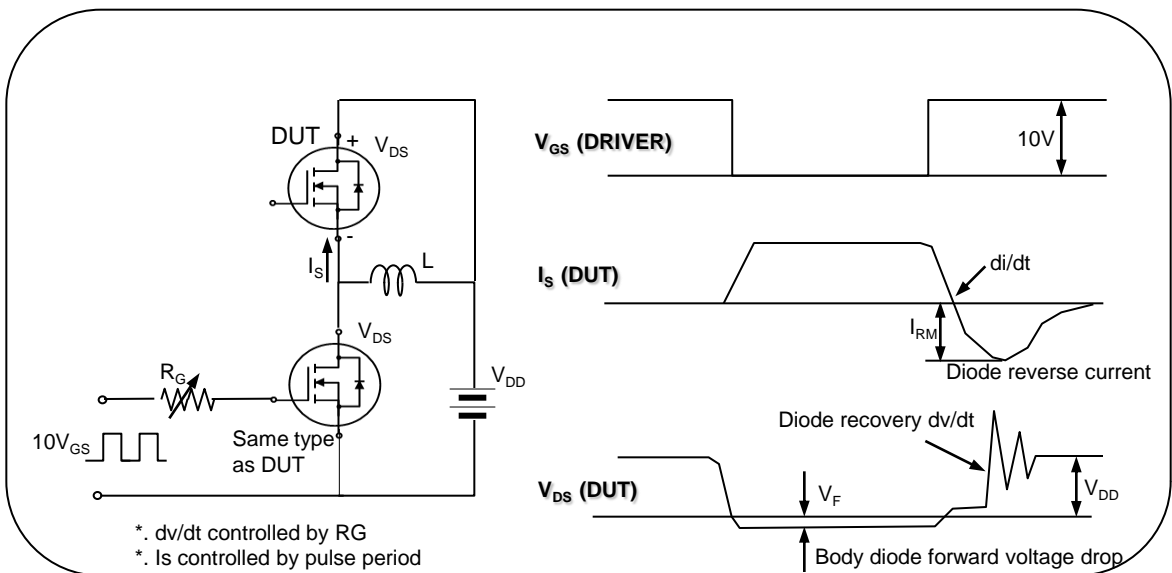 DUT
+
V_DS
-
I_S
L
V_DS
R_G
V_DD
10V_GS
Same type
as DUT
*. dv/dt controlled by RG
*. Is controlled by pulse period
V_GS (DRIVER)
10V
I_S (DUT)
di/dt
I_RM
Diode reverse current
Diode recovery dv/dt
V_DS (DUT)
V_F
V_DD
Body diode forward voltage drop